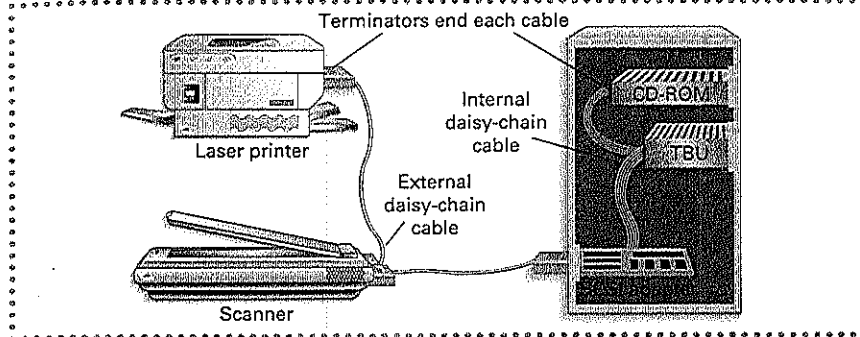 Terminators end each cable
CD-ROM
Internal
daisy-chain
cable
TBU
Laser printer
External
daisy-chain
cable
Scanner